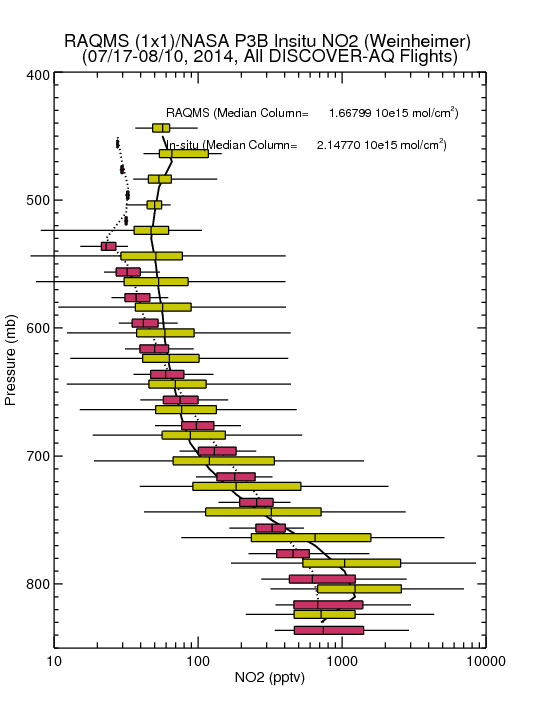 RAQMS (1x1)/NASA P3B Insitu NO2 (Weinheimer)
(07/17-08/10, 2014, All DISCOVER-AQ Flights)
400
RAQMS (Median Column= 1.66799 10e15 mol/cm²)
In-situ (Median Column= 2.14770 10e15 mol/cm²)
500
600
Pressure (mb)
700
800
10 100 1000 10000
NO2 (pptv)